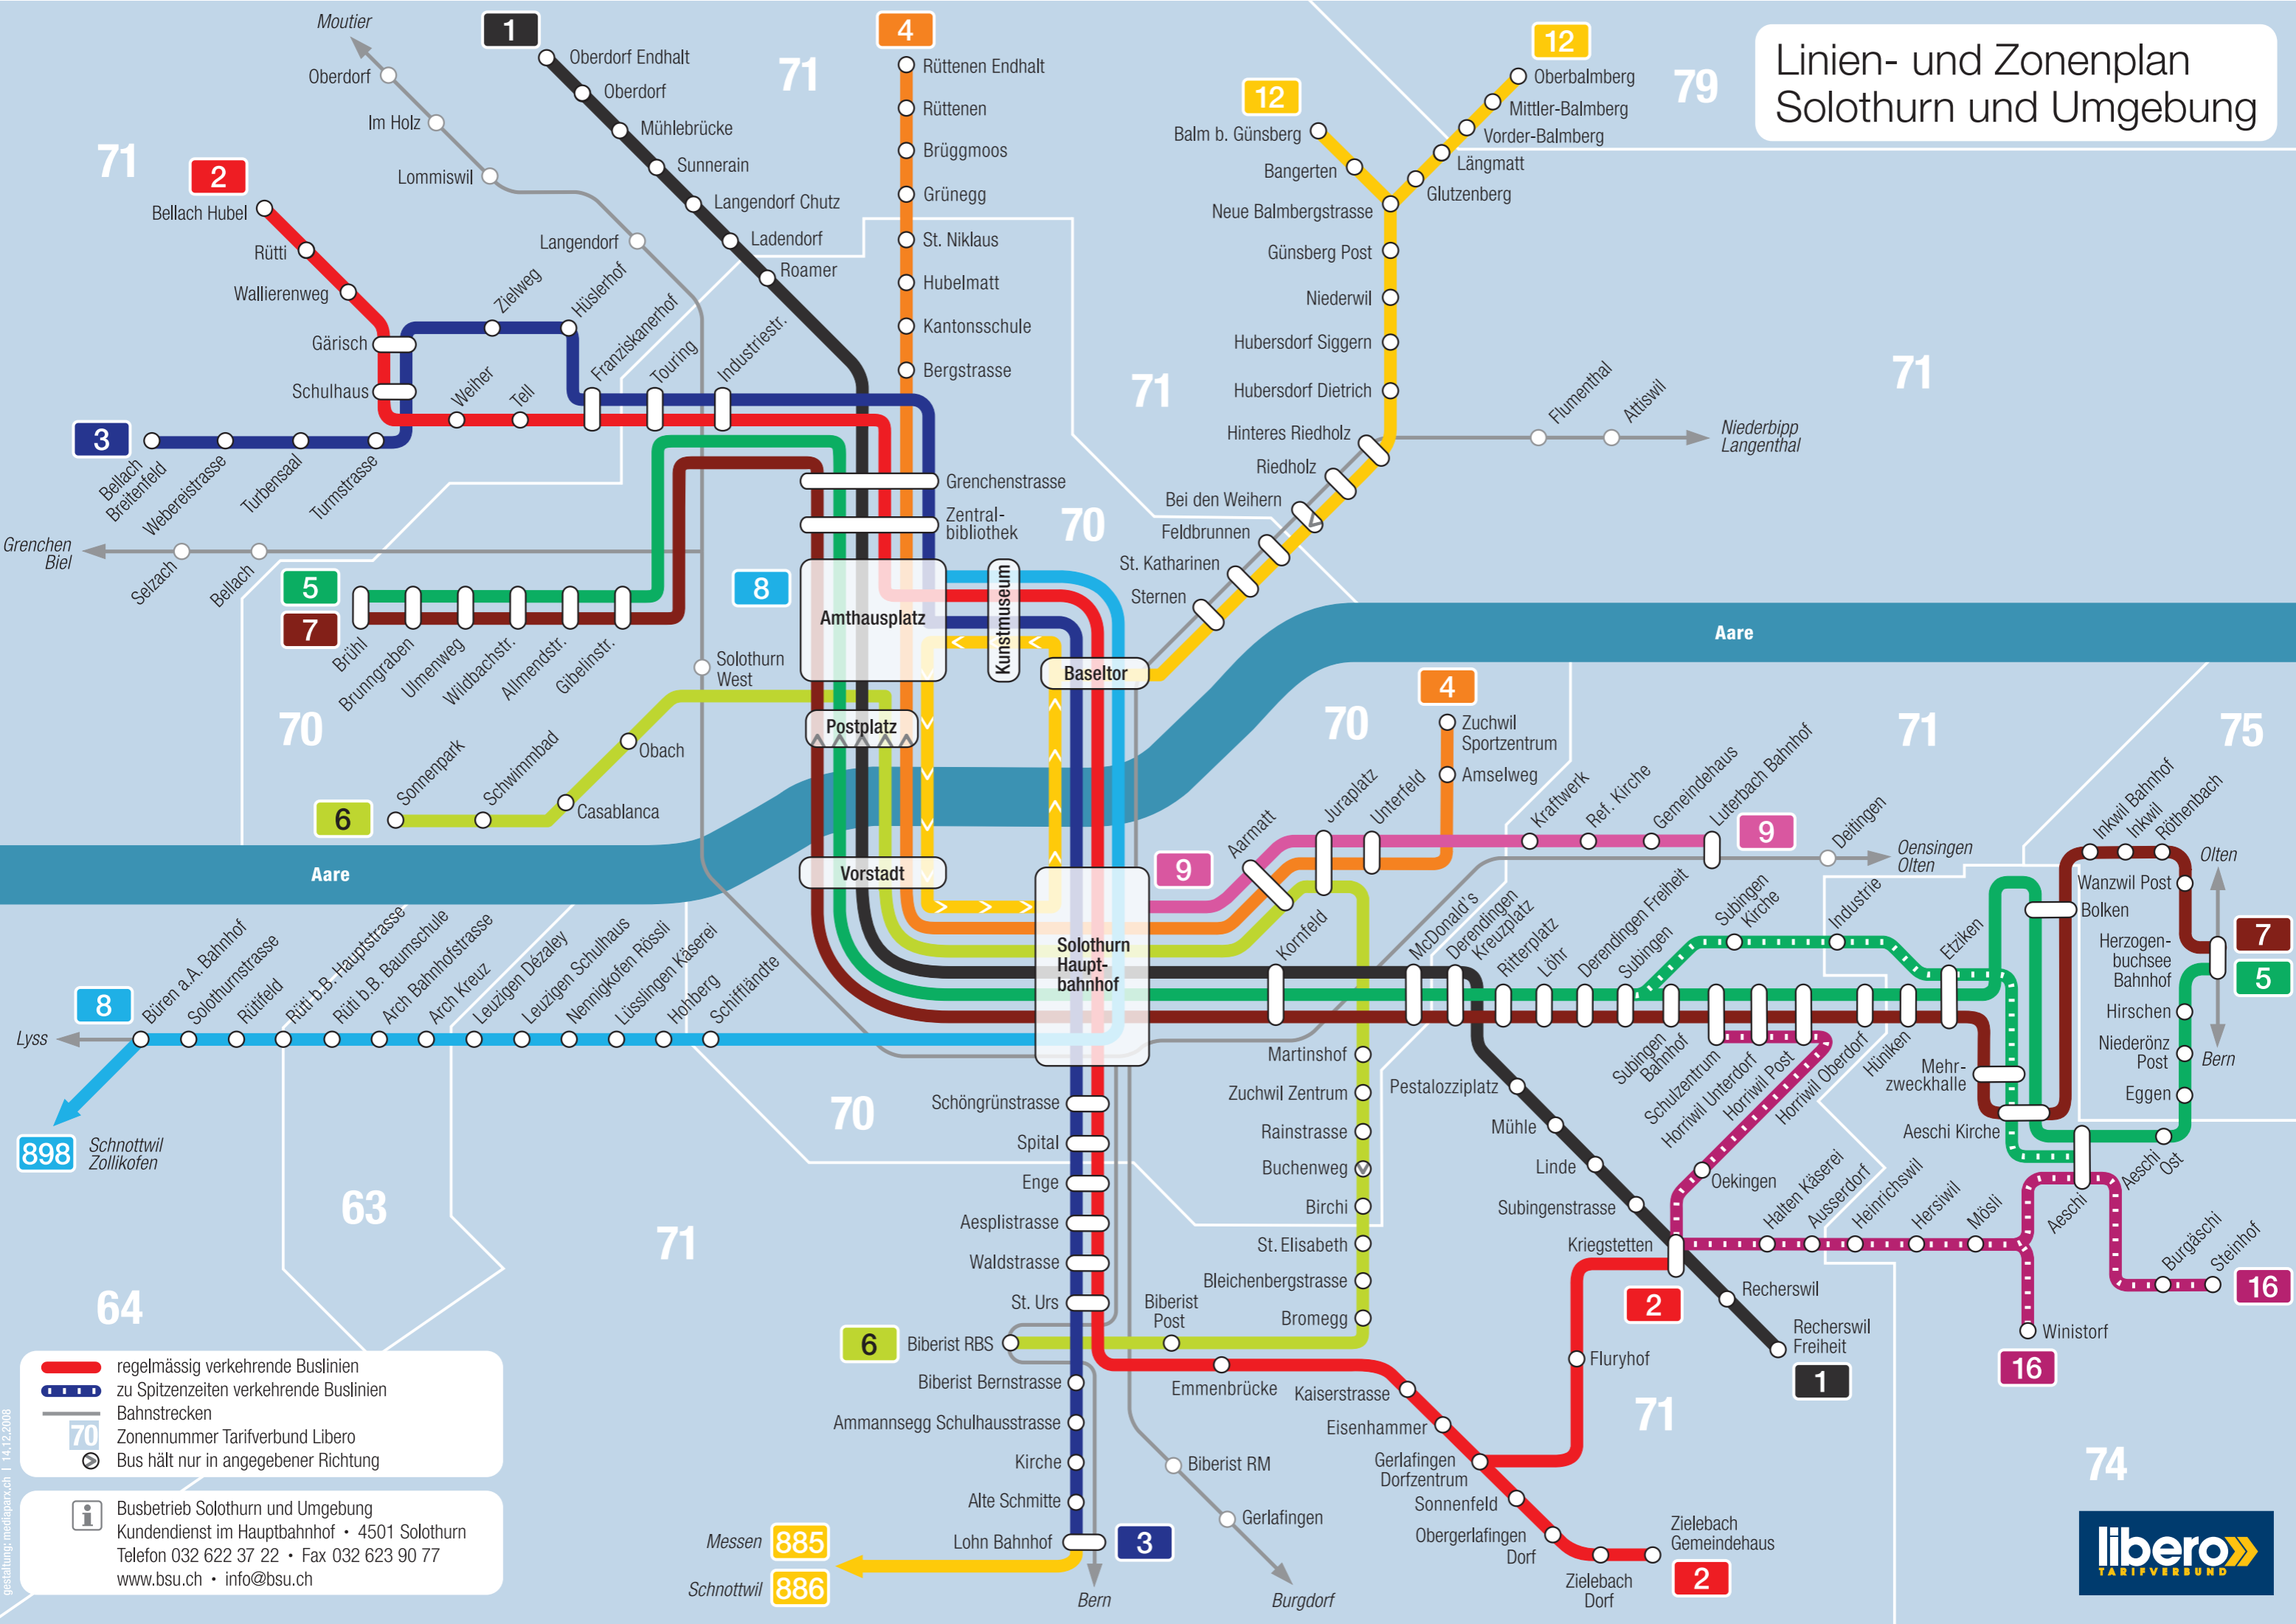 Linien- und Zonenplan
Solothurn und Umgebung
Moutier
Oberdorf
Im Holz
Lommiswil
Langendorf
1
Oberdorf Endhalt
Oberdorf
Mühlebrücke
Sunnerain
Langendorf Chutz
Ladendorf
Roamer
71
4
Rüttenen Endhalt
Rüttenen
Brüggmoos
Grünegg
St. Niklaus
Hubelmatt
Kantonsschule
Bergstrasse
12
Balm b. Günsberg
Bangerten
12
Oberbalmberg
Mittler-Balmberg
Vorder-Balmberg
Längmatt
Glutzenberg
79
Neue Balmbergstrasse
Günsberg Post
Niederwil
Hubersdorf Siggern
Hubersdorf Dietrich
Hinteres Riedholz
Riedholz
Bei den Weihern
Feldbrunnen
St. Katharinen
Sternen
71
71
Flumenthal
Attiswil
Niederbipp
Langenthal
71
2
Bellach Hubel
Rütti
Wallierenweg
Gärisch
Schulhaus
Zielweg
Hüslerhof
Weiher
Tell
Franziskanerhof
Touring
Industriestr.
3
Bellach
Breitenfeld
Webereistrasse
Turbensaal
Turmstrasse
Grenchen
Biel
Selzach
Bellach
Grenchenstrasse
Zentral-
bibliothek
70
5
7
Brühl
Brunngraben
Ulmenweg
Wildbachstr.
Allmendstr.
Gibelinstr.
8
Amthausplatz
Kunstmuseum
Baseltor
Solothurn
West
Postplatz
Vorstadt
Solothurn
Haupt-
bahnhof
Aare
Aare
70
6
Sonnenpark
Schwimmbad
Casablanca
Obach
70
4
Zuchwil
Sportzentrum
Amselweg
71
75
9
Aarmatt
Juraplatz
Unterfeld
Kraftwerk
Ref. Kirche
Gemeindehaus
Luterbach Bahnhof
9
Deitingen
Oensingen
Olten
Kornfeld
McDonald's
Derendingen
Kreuzplatz
Ritterplatz
Löhr
Derendingen Freiheit
Subingen
Subingen
Kirche
Industrie
Etziken
Subingen
Bahnhof
Schulzentrum
Horriwil Unterdorf
Horriwil Post
Horriwil Oberdorf
Hüniken
Mehr-
zweckhalle
Aeschi Kirche
Bolken
Inkwil Bahnhof
Inkwil
Röthenbach
Wanzwil Post
Olten
Herzogen-
buchsee
Bahnhof
7
5
Hirschen
Niederönz
Post
Eggen
Bern
Aeschi
Ost
Aeschi
Burgäschi
Steinhof
16
Winistorf
16
8
Lyss
Büren a.A. Bahnhof
Solothurnstrasse
Rütifeld
Rüti b.B. Hauptstrasse
Rüti b.B. Baumschule
Arch Bahnhofstrasse
Arch Kreuz
Leuzigen Dézaley
Leuzigen Schulhaus
Nennigkofen Rössli
Lüsslingen Käserei
Hohberg
Schiffländte
898
Schnottwil
Zollikofen
63
64
70
71
Schöngrünstrasse
Spital
Enge
Aesplistrasse
Waldstrasse
St. Urs
6
Biberist RBS
Biberist
Post
Biberist Bernstrasse
Ammannsegg Schulhausstrasse
Kirche
Alte Schmitte
Lohn Bahnhof
3
Messen
885
Schnottwil
886
Bern
Martinshof
Zuchwil Zentrum
Rainstrasse
Buchenweg
Birchi
St. Elisabeth
Bleichenbergstrasse
Bromegg
Pestalozziplatz
Mühle
Linde
Subingenstrasse
Kriegstetten
2
Oekingen
Halten Käserei
Ausserdorf
Heinrichswil
Hersiwil
Mösli
Recherswil
Recherswil
Freiheit
1
Fluryhof
Emmenbrücke
Kaiserstrasse
Eisenhammer
Gerlafingen
Dorfzentrum
Sonnenfeld
Obergerlafingen
Dorf
Zielebach
Dorf
Zielebach
Gemeindehaus
2
Biberist RM
Gerlafingen
Burgdorf
71
74
regelmässig verkehrende Buslinien
zu Spitzenzeiten verkehrende Buslinien
Bahnstrecken
70
Zonennummer Tarifverbund Libero
Bus hält nur in angegebener Richtung
i
Busbetrieb Solothurn und Umgebung
Kundendienst im Hauptbahnhof • 4501 Solothurn
Telefon 032 622 37 22 • Fax 032 623 90 77
www.bsu.ch • info@bsu.ch
gestaltung: mediaparx.ch | 14.12.2008
libero
TARIFVERBUND